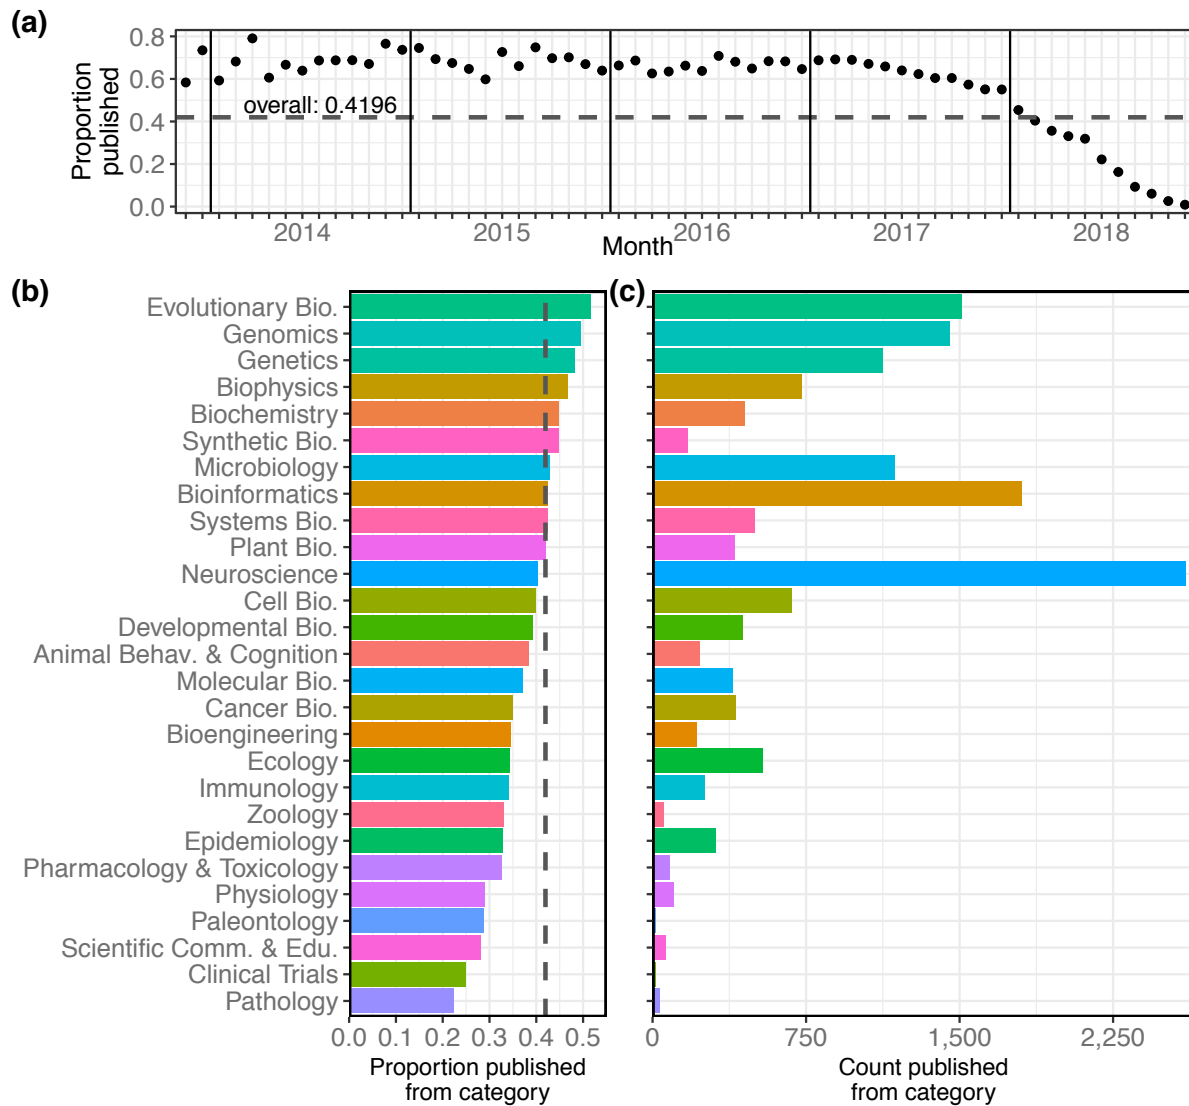 (a)
Proportion
published
0.8
0.6
0.4
0.2
0.0
overall: 0.4196
2014
2015
2016
2017
2018
Month
(b)
Evolutionary Bio.
Genomics
Genetics
Biophysics
Biochemistry
Synthetic Bio.
Microbiology
Bioinformatics
Systems Bio.
Plant Bio.
Neuroscience
Cell Bio.
Developmental Bio.
Animal Behav. & Cognition
Molecular Bio.
Cancer Bio.
Bioengineering
Ecology
Immunology
Zoology
Epidemiology
Pharmacology & Toxicology
Physiology
Paleontology
Scientific Comm. & Edu.
Clinical Trials
Pathology
0.0 0.1 0.2 0.3 0.4 0.5
Proportion published
from category
(c)
0 750 1,500 2,250
Count published
from category